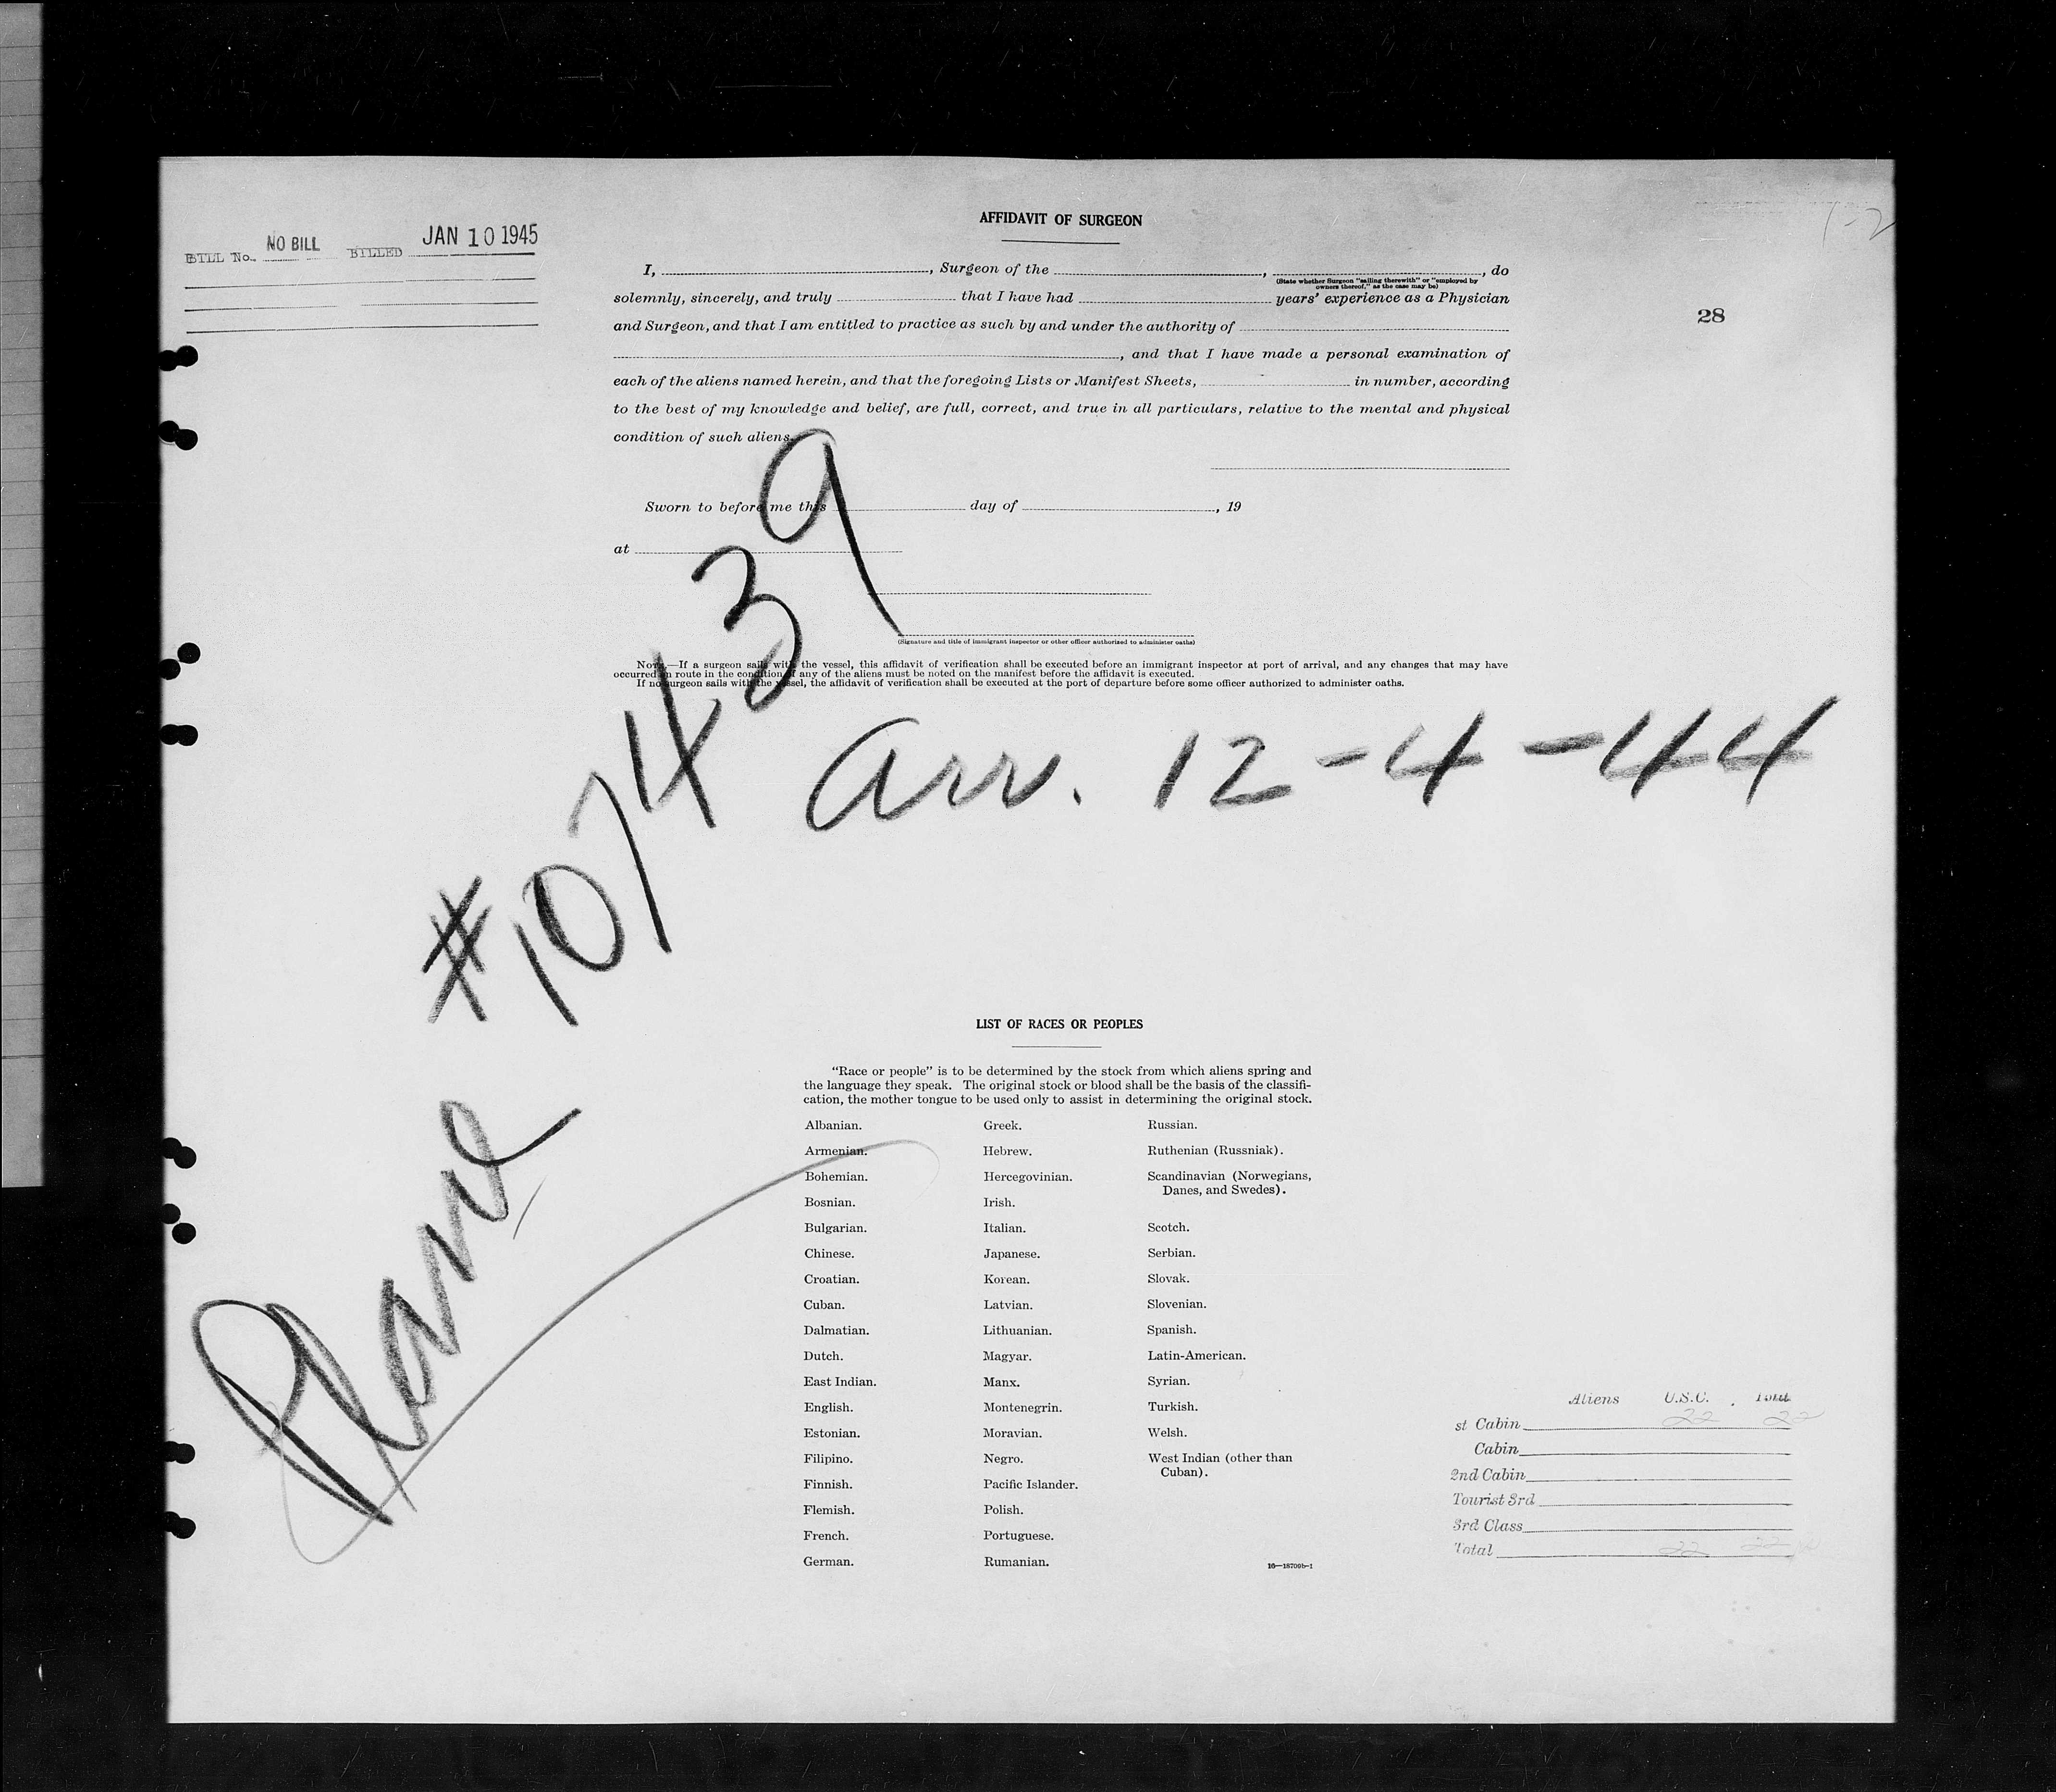 1-2
BILL No. NO BILL BILLED JAN 10 1945
28
AFFIDAVIT OF SURGEON
I, , Surgeon of the , , do
(State whether Surgeon "sailing therewith" or "employed by
owners thereof," as the case may be)
solemnly, sincerely, and truly that I have had years' experience as a Physician
and Surgeon, and that I am entitled to practice as such by and under the authority of
, and that I have made a personal examination of
each of the aliens named herein, and that the foregoing Lists or Manifest Sheets, in number, according
to the best of my knowledge and belief, are full, correct, and true in all particulars, relative to the mental and physical
condition of such aliens.
Sworn to before me this day of , 19
at
(Signature and title of immigrant inspector or other officer authorized to administer oaths)
NOTE.—If a surgeon sails with the vessel, this affidavit of verification shall be executed before an immigrant inspector at port of arrival, and any changes that may have
occurred in route in the condition of any of the aliens must be noted on the manifest before the affidavit is executed.
If no surgeon sails with the vessel, the affidavit of verification shall be executed at the port of departure before some officer authorized to administer oaths.
Plane #107439
arr. 12-4-44
LIST OF RACES OR PEOPLES
"Race or people" is to be determined by the stock from which aliens spring and
the language they speak. The original stock or blood shall be the basis of the classifi-
cation, the mother tongue to be used only to assist in determining the original stock.
Albanian.
Armenian.
Bohemian.
Bosnian.
Bulgarian.
Chinese.
Croatian.
Cuban.
Dalmatian.
Dutch.
East Indian.
English.
Estonian.
Filipino.
Finnish.
Flemish.
French.
German.
Greek.
Hebrew.
Hercegovinian.
Irish.
Italian.
Japanese.
Korean.
Latvian.
Lithuanian.
Magyar.
Manx.
Montenegrin.
Moravian.
Negro.
Pacific Islander.
Polish.
Portuguese.
Rumanian.
Russian.
Ruthenian (Russniak).
Scandinavian (Norwegians,
Danes, and Swedes).
Scotch.
Serbian.
Slovak.
Slovenian.
Spanish.
Latin-American.
Syrian.
Turkish.
Welsh.
West Indian (other than
Cuban).
16—18709b-1
Aliens U.S.C. Total
st Cabin 22 22
Cabin
2nd Cabin
Tourist 3rd
3rd Class
Total 22 22